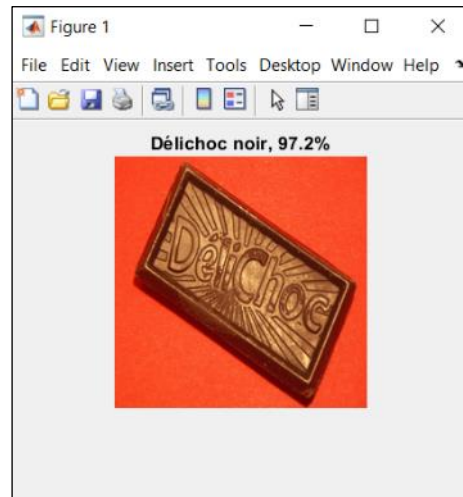 Figure 1
File Edit View Insert Tools Desktop Window Help
Délichoc noir, 97.2%
DéliChoc